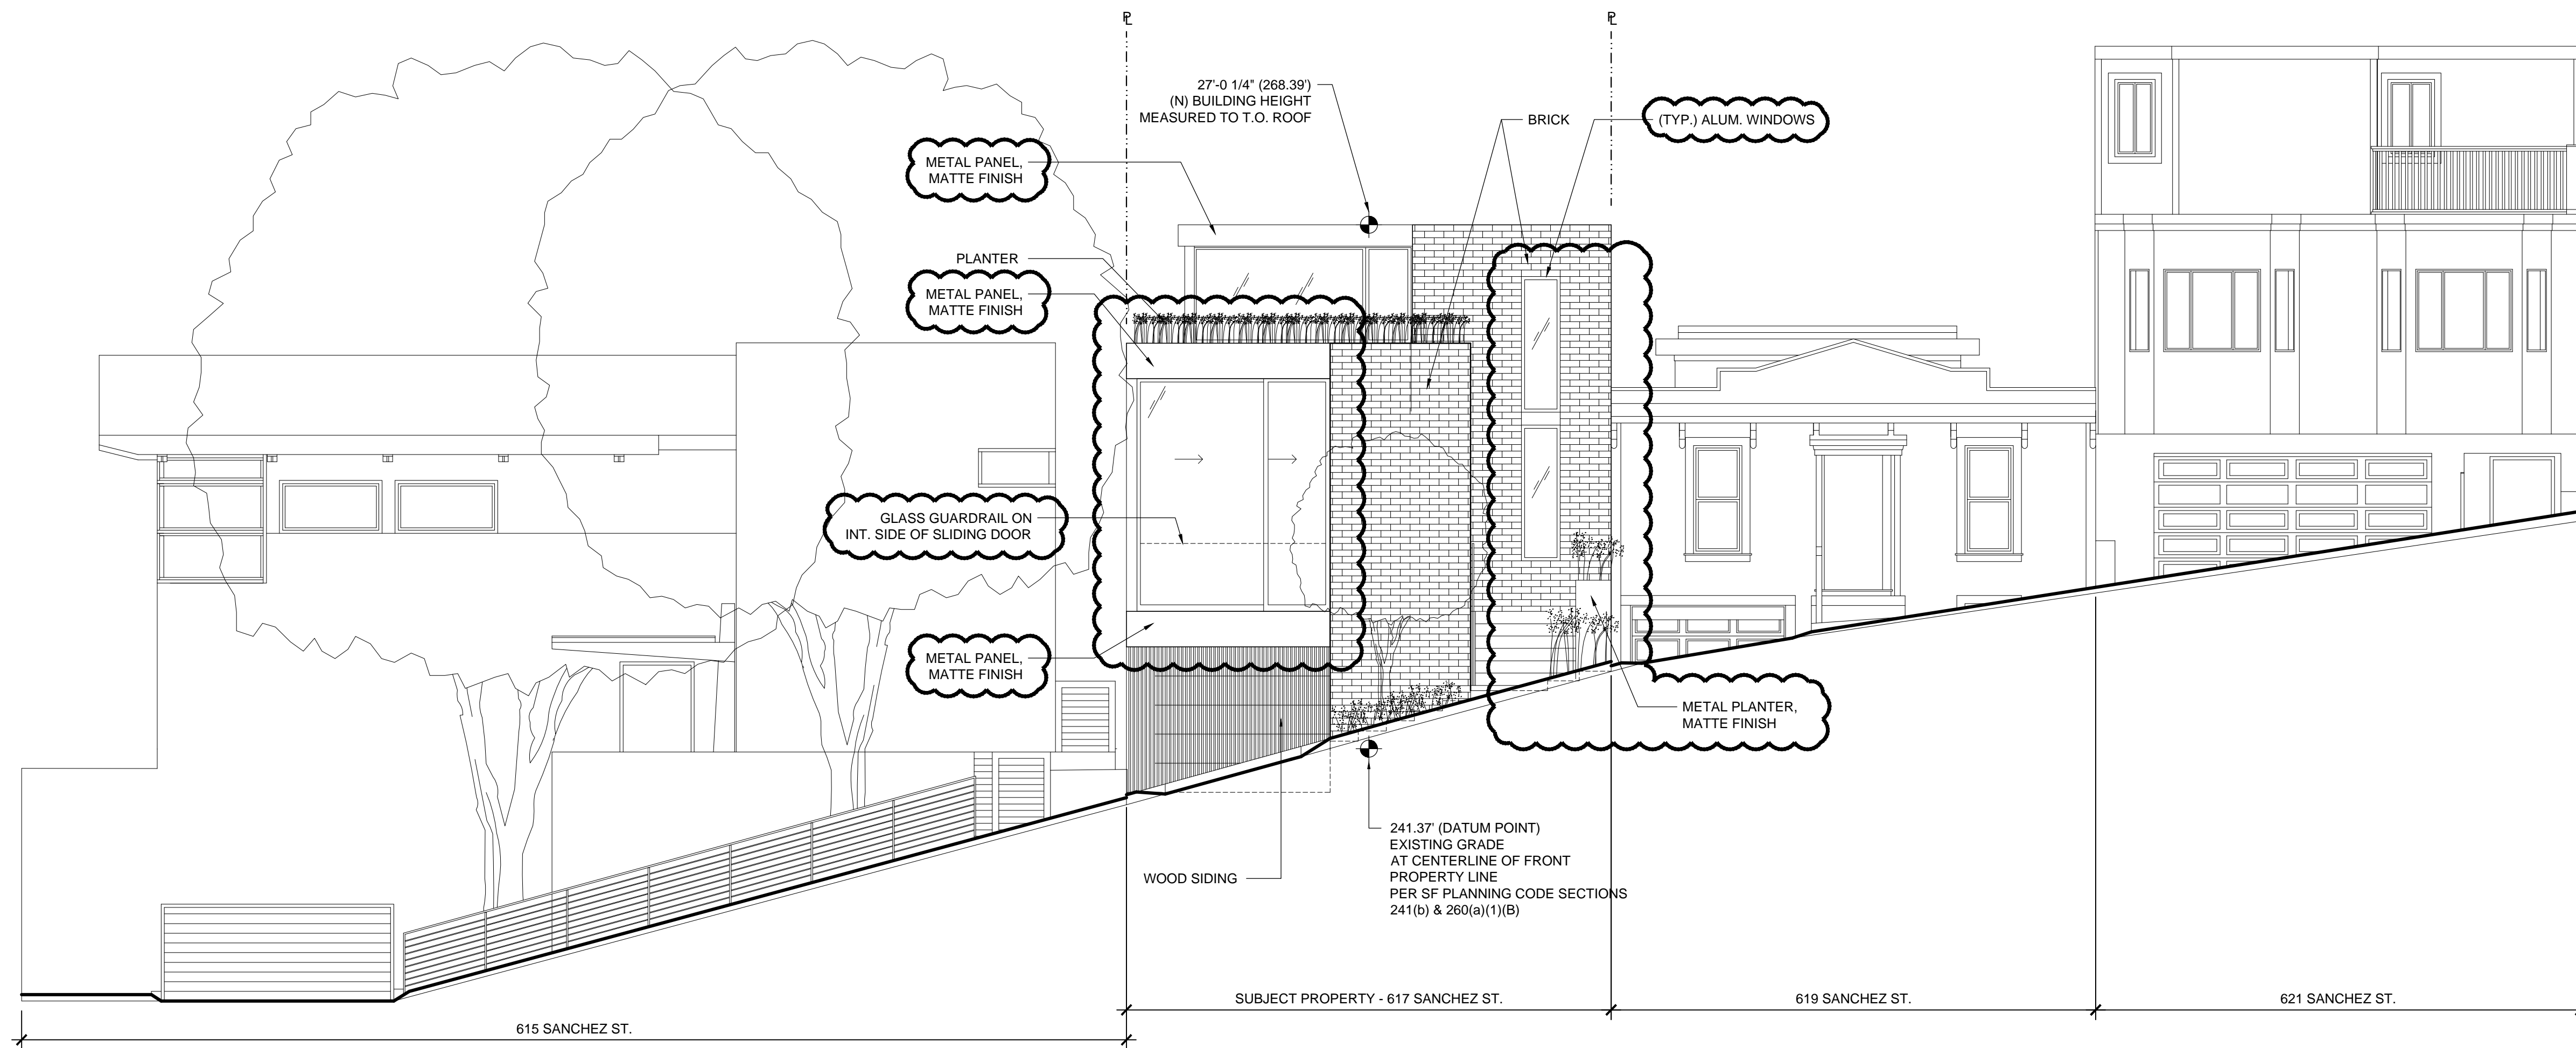 PL
PL
27'-0 1/4" (268.39')
(N) BUILDING HEIGHT
MEASURED TO T.O. ROOF
BRICK
(TYP.) ALUM. WINDOWS
METAL PANEL,
MATTE FINISH
PLANTER
METAL PANEL,
MATTE FINISH
GLASS GUARDRAIL ON
INT. SIDE OF SLIDING DOOR
METAL PANEL,
MATTE FINISH
METAL PLANTER,
MATTE FINISH
241.37' (DATUM POINT)
EXISTING GRADE
AT CENTERLINE OF FRONT
PROPERTY LINE
PER SF PLANNING CODE SECTIONS
241(b) & 260(a)(1)(B)
WOOD SIDING
SUBJECT PROPERTY - 617 SANCHEZ ST.
619 SANCHEZ ST.
621 SANCHEZ ST.
615 SANCHEZ ST.